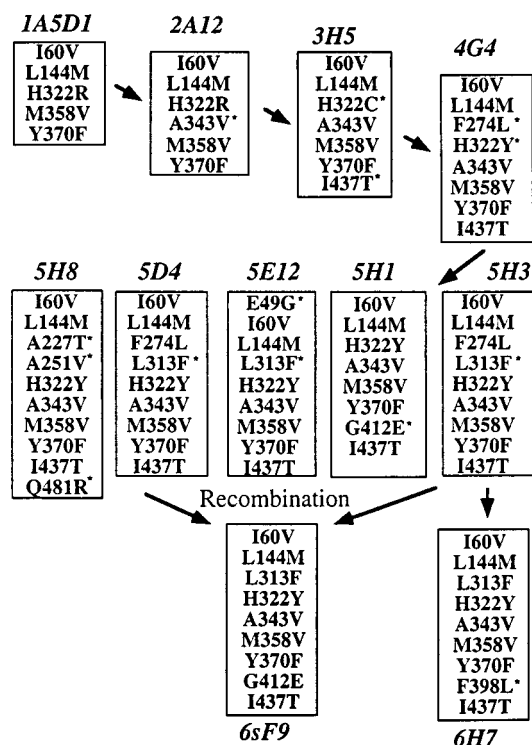 1A5D1
I60V
L144M
H322R
M358V
Y370F
2A12
I60V
L144M
H322R
A343V*
M358V
Y370F
3H5
I60V
L144M
H322C*
A343V
M358V
Y370F
I437T*
4G4
I60V
L144M
F274L*
H322Y*
A343V
M358V
Y370F
I437T
5H8
I60V
L144M
A227T*
A251V*
H322Y
A343V
M358V
Y370F
I437T
Q481R*
5D4
I60V
L144M
F274L
L313F*
H322Y
A343V
M358V
Y370F
I437T
5E12
E49G*
I60V
L144M
L313F*
H322Y
A343V
M358V
Y370F
I437T
5H1
I60V
L144M
H322Y
A343V
M358V
Y370F
G412E*
I437T
5H3
I60V
L144M
F274L
L313F*
H322Y
A343V
M358V
Y370F
I437T
Recombination
I60V
L144M
L313F
H322Y
A343V
M358V
Y370F
G412E
I437T
6sF9
I60V
L144M
L313F
H322Y
A343V
M358V
Y370F
F398L*
I437T
6H7